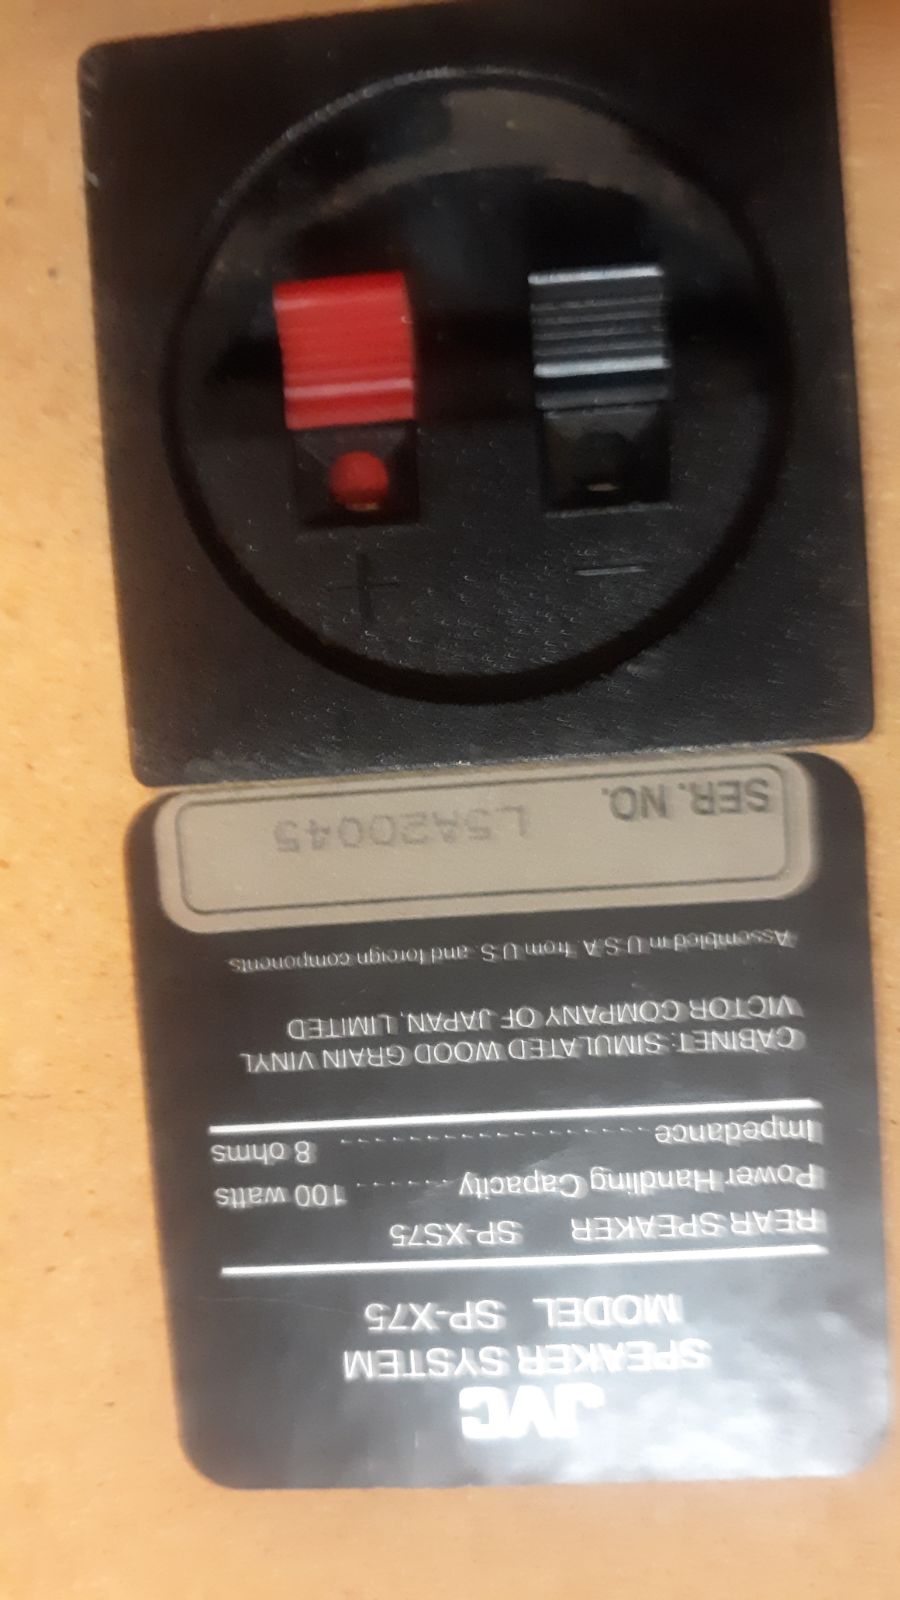 JVC
SPEAKER SYSTEM
MODEL SP-X75
REAR SPEAKER SP-XS75
Power Handling Capacity ...... 100 watts
Impedance .................... 8 ohms
CABINET: SIMULATED WOOD GRAIN VINYL
VICTOR COMPANY OF JAPAN, LIMITED
Assembled in U.S.A. from U.S. and foreign components.
SER. NO. L5A20045
− +